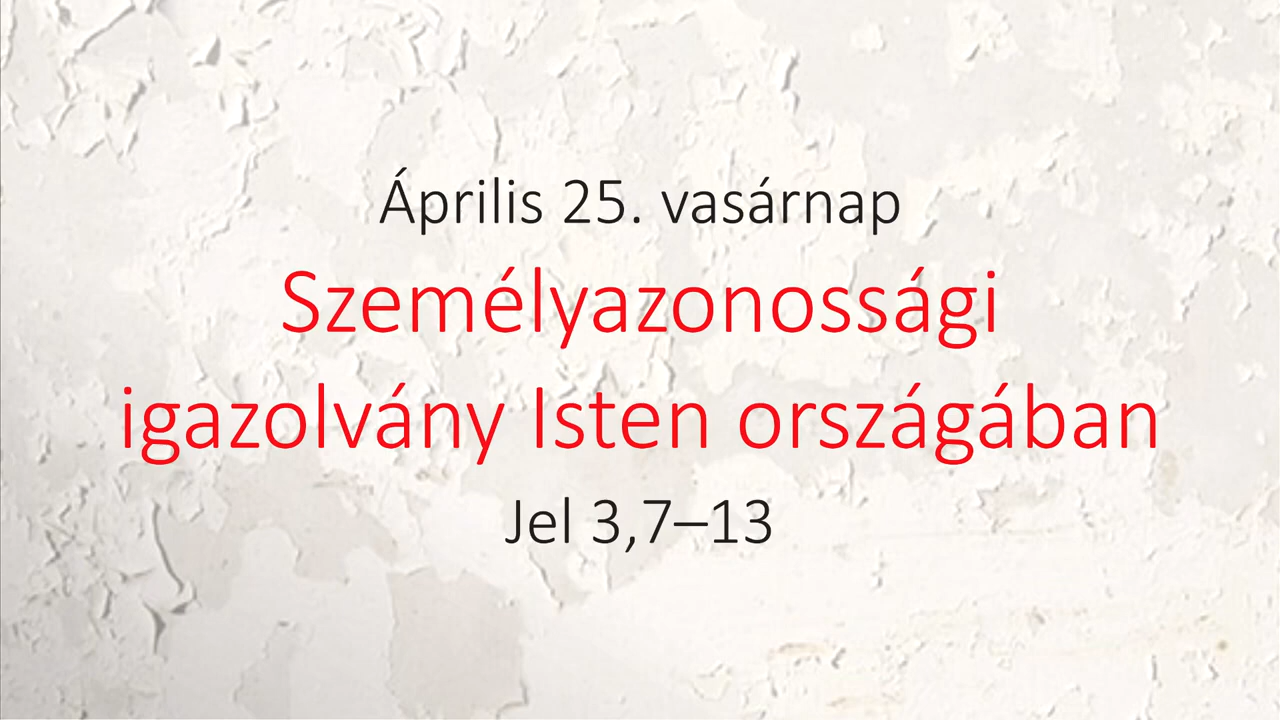 Április 25. vasárnap
Személyazonossági
igazolvány Isten országában
Jel 3,7–13